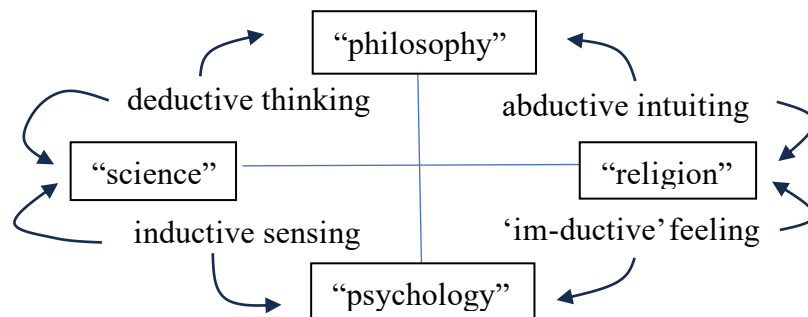 “philosophy”
deductive thinking
abductive intuiting
“science”
“religion”
inductive sensing
‘im-ductive’ feeling
“psychology”